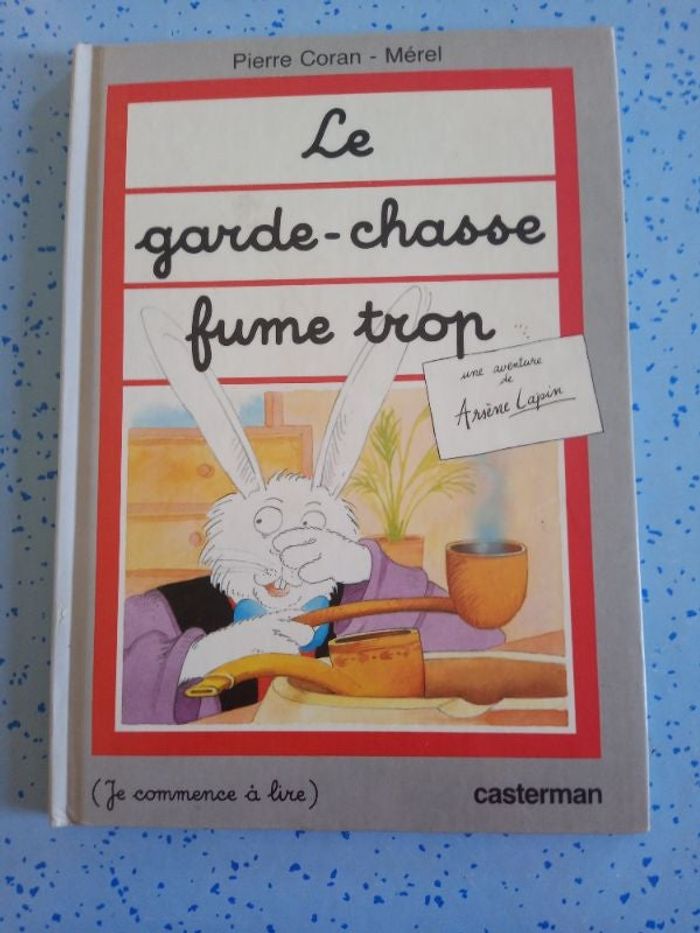 Pierre Coran - Mérel
Le
garde-chasse
fume trop
une aventure
de
Arsène Lapin
(Je commence à lire)
casterman